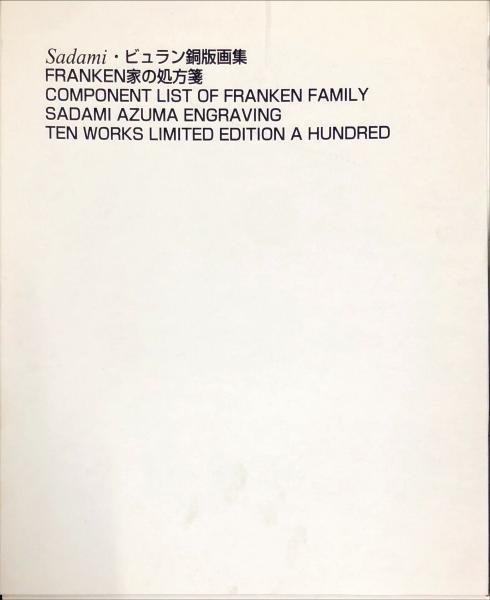 Sadami・ビュラン銅版画集
FRANKEN家の処方箋
COMPONENT LIST OF FRANKEN FAMILY
SADAMI AZUMA ENGRAVING
TEN WORKS LIMITED EDITION A HUNDRED